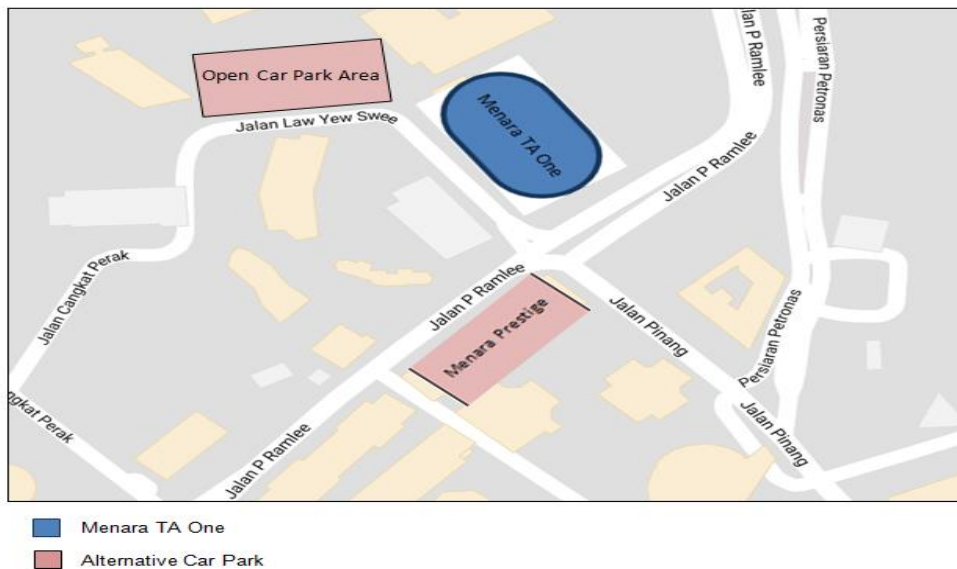 Open Car Park Area
Jalan Law Yew Swee
Menara TA One
Jalan P Ramlee
Persiaran Petronas
Jalan P Ramlee
Jalan Cangkat Perak
Jalan P Ramlee
Menara Prestige
Jalan Pinang
Persiaran Petronas
Jalan Pinang
ngkat Perak
Jalan P Ramlee
Menara TA One
Alternative Car Park